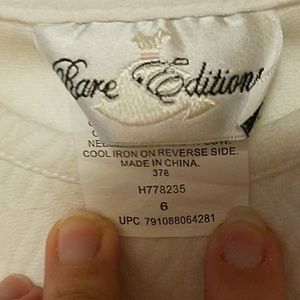 Rare Editions
COOL IRON ON REVERSE SIDE.
MADE IN CHINA.
378
H778235
6
UPC 791088064281